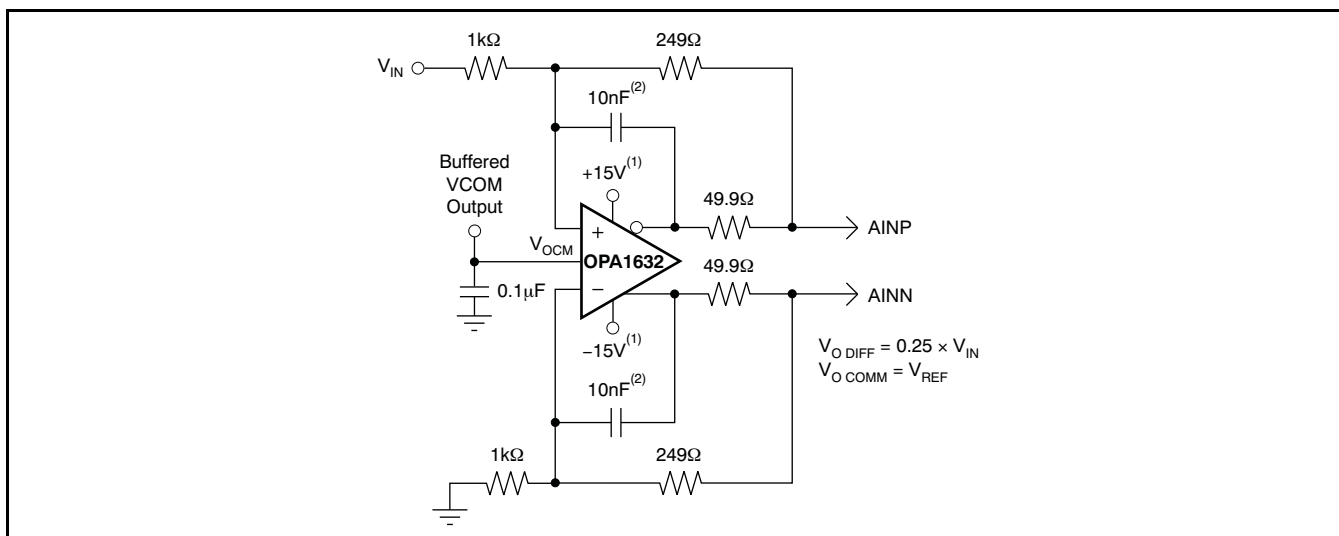 1kΩ
249Ω
V_IN
10nF(2)
Buffered
VCOM
Output
+15V(1)
49.9Ω
+
AINP
V_OCM
OPA1632
49.9Ω
0.1μF
−
AINN
−15V(1)
V_O DIFF = 0.25 × V_IN
V_O COMM = V_REF
10nF(2)
1kΩ
249Ω